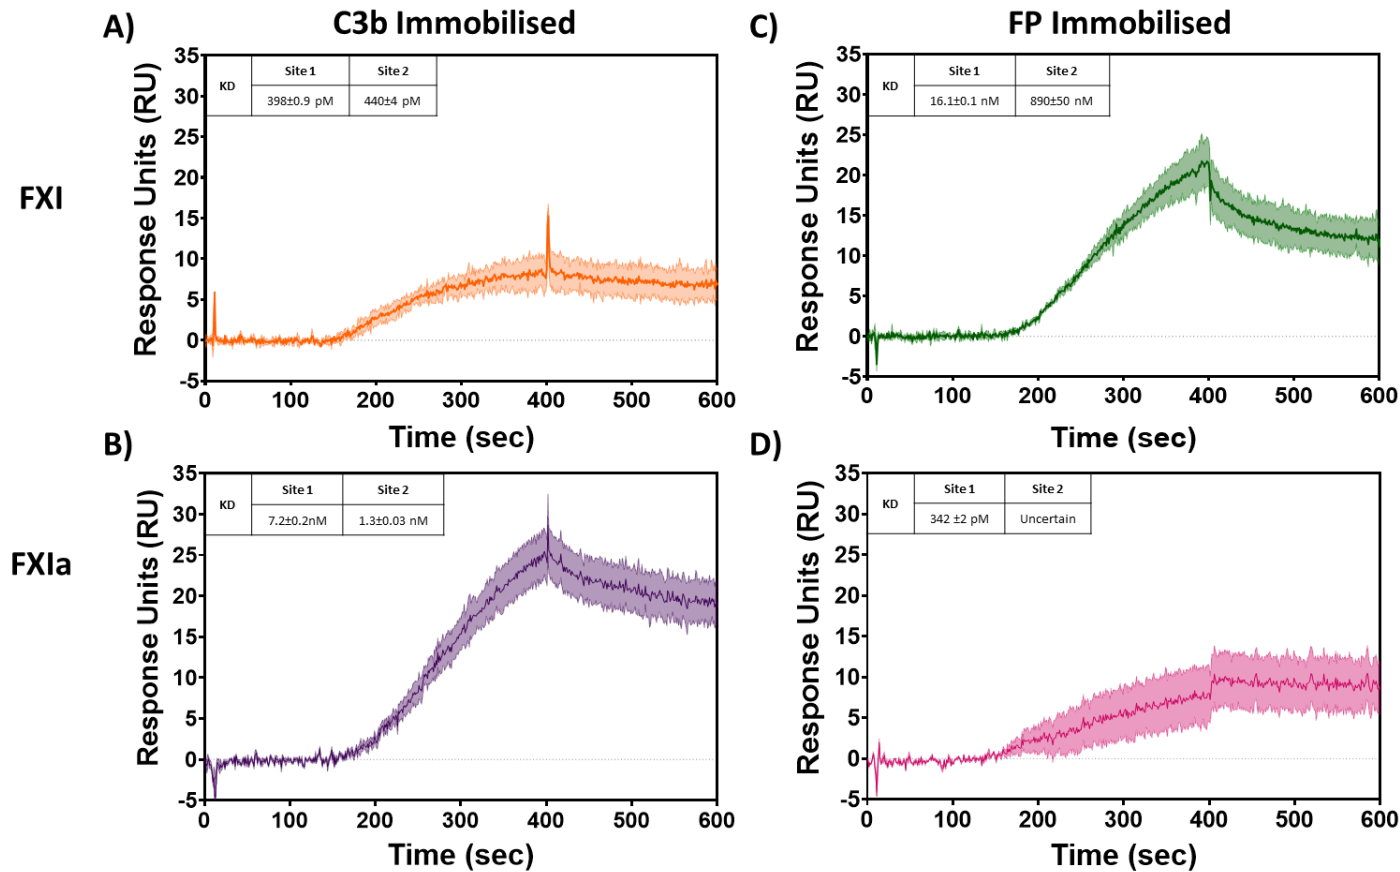 A)
C3b Immobilised
C)
FP Immobilised
FXI
Response Units (RU)
35
30
25
20
15
10
5
0
-5
KD
Site 1
Site 2
398±0.9 pM
440±4 pM
0
100
200
300
400
500
600
Time (sec)
Response Units (RU)
35
30
25
20
15
10
5
0
-5
KD
Site 1
Site 2
16.1±0.1 nM
890±50 nM
0
100
200
300
400
500
600
Time (sec)
B)
D)
FXIa
Response Units (RU)
35
30
25
20
15
10
5
0
-5
KD
Site 1
Site 2
7.2±0.2nM
1.3±0.03 nM
0
100
200
300
400
500
600
Time (sec)
Response Units (RU)
35
30
25
20
15
10
5
0
-5
KD
Site 1
Site 2
342 ±2 pM
Uncertain
0
100
200
300
400
500
600
Time (sec)